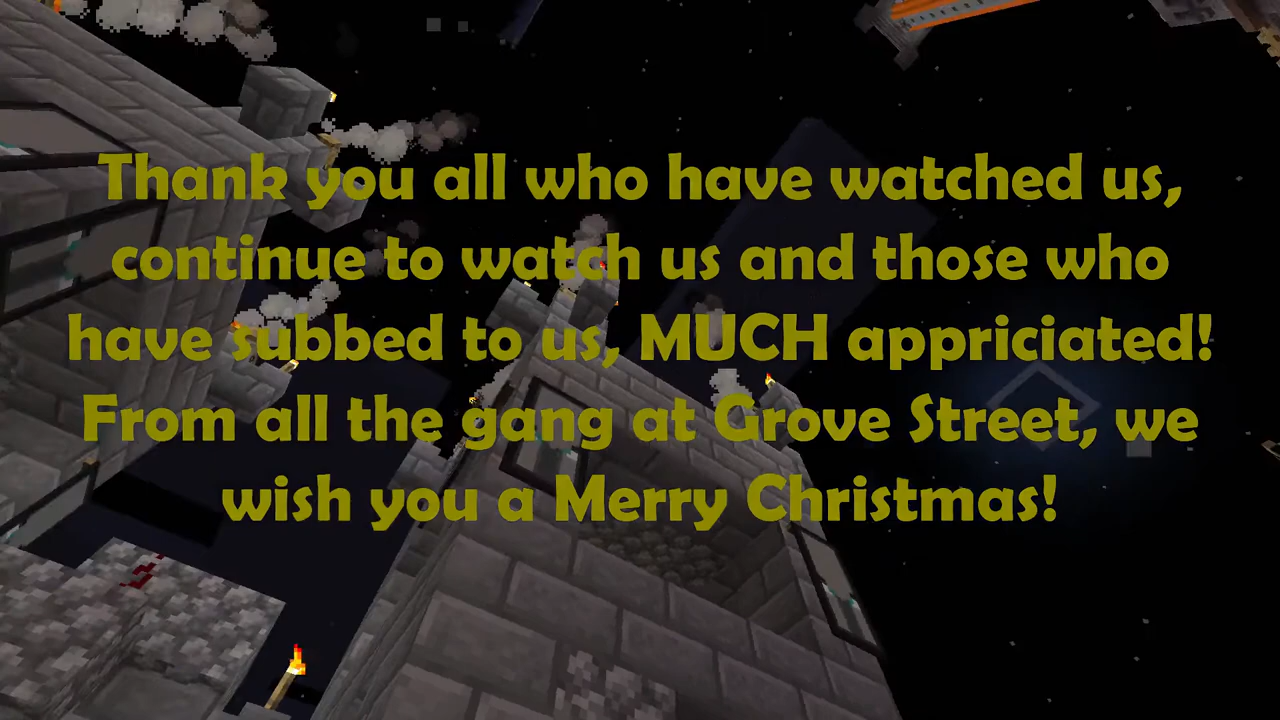 Thank you all who have watched us,
continue to watch us and those who
have subbed to us, MUCH appriciated!
From all the gang at Grove Street, we
wish you a Merry Christmas!